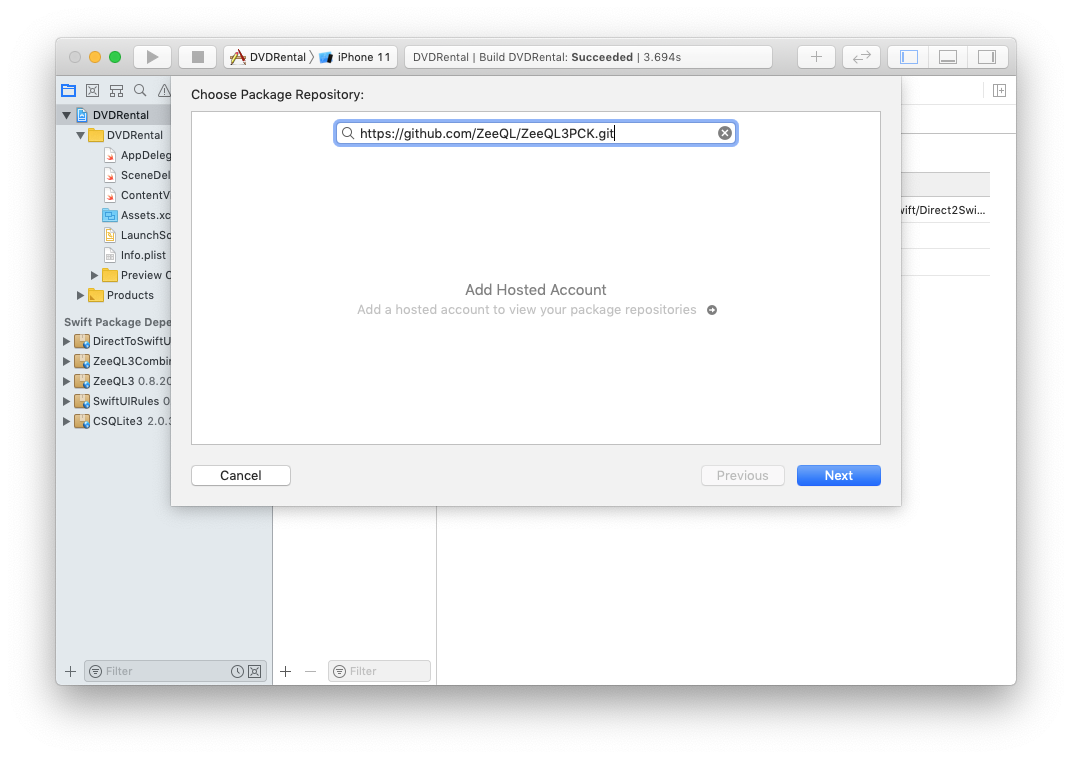 DVDRental iPhone 11
DVDRental | Build DVDRental: Succeeded | 3.694s
Choose Package Repository:
https://github.com/ZeeQL/ZeeQL3PCK.git
DVDRental
DVDRental
AppDeleg
SceneDel
ContentVi
Assets.xc
LaunchSc
Info.plist
Preview C
Products
Swift Package Depe
DirectToSwiftU
ZeeQL3Combin
ZeeQL3 0.8.20
SwiftUIRules 0
CSQLite3 2.0.3
wift/Direct2Swi...
Add Hosted Account
Add a hosted account to view your package repositories
Cancel
Previous
Next
Filter
Filter